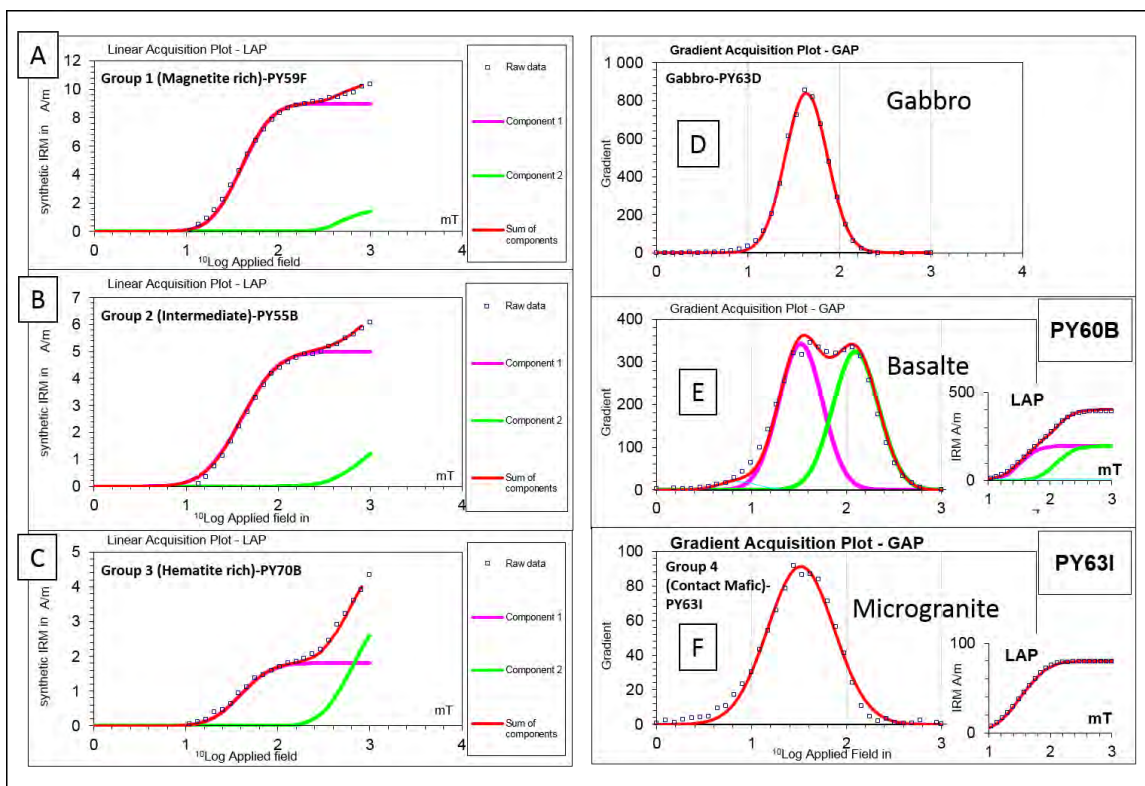 A
Linear Acquisition Plot - LAP
Group 1 (Magnetite rich)-PY59F
synthetic IRM in A/m
12
10
8
6
4
2
0
0 1 2 3 4
mT
10Log Applied field
Raw data
Component 1
Component 2
Sum of components
B
Linear Acquisition Plot - LAP
Group 2 (Intermediate)-PY55B
synthetic IRM in A/m
7
6
5
4
3
2
1
0
0 1 2 3 4
mT
10Log Applied field in
Raw data
Component 1
Component 2
Sum of components
C
Linear Acquisition Plot - LAP
Group 3 (Hematite rich)-PY70B
synthetic IRM in A/m
5
4
3
2
1
0
0 1 2 3 4
mT
10Log Applied field
Raw data
Component 1
Component 2
Sum of components
Gradient Acquisition Plot - GAP
Gabbro-PY63D
Gabbro
D
Gradient
1 000
800
600
400
200
0
0 1 2 3 4
Gradient Acquisition Plot - GAP
PY60B
Basalte
E
Gradient
400
300
200
100
0
0 1 2 3
LAP
IRM A/m
500
0
mT
1 2 3
Gradient Acquisition Plot - GAP
PY63I
Group 4
(Contact Mafic)-
PY63I
Microgranite
F
Gradient
100
80
60
40
20
0
0 1 2 3
10Log Applied Field in
LAP
IRM A/m
100
0
mT
1 2 3